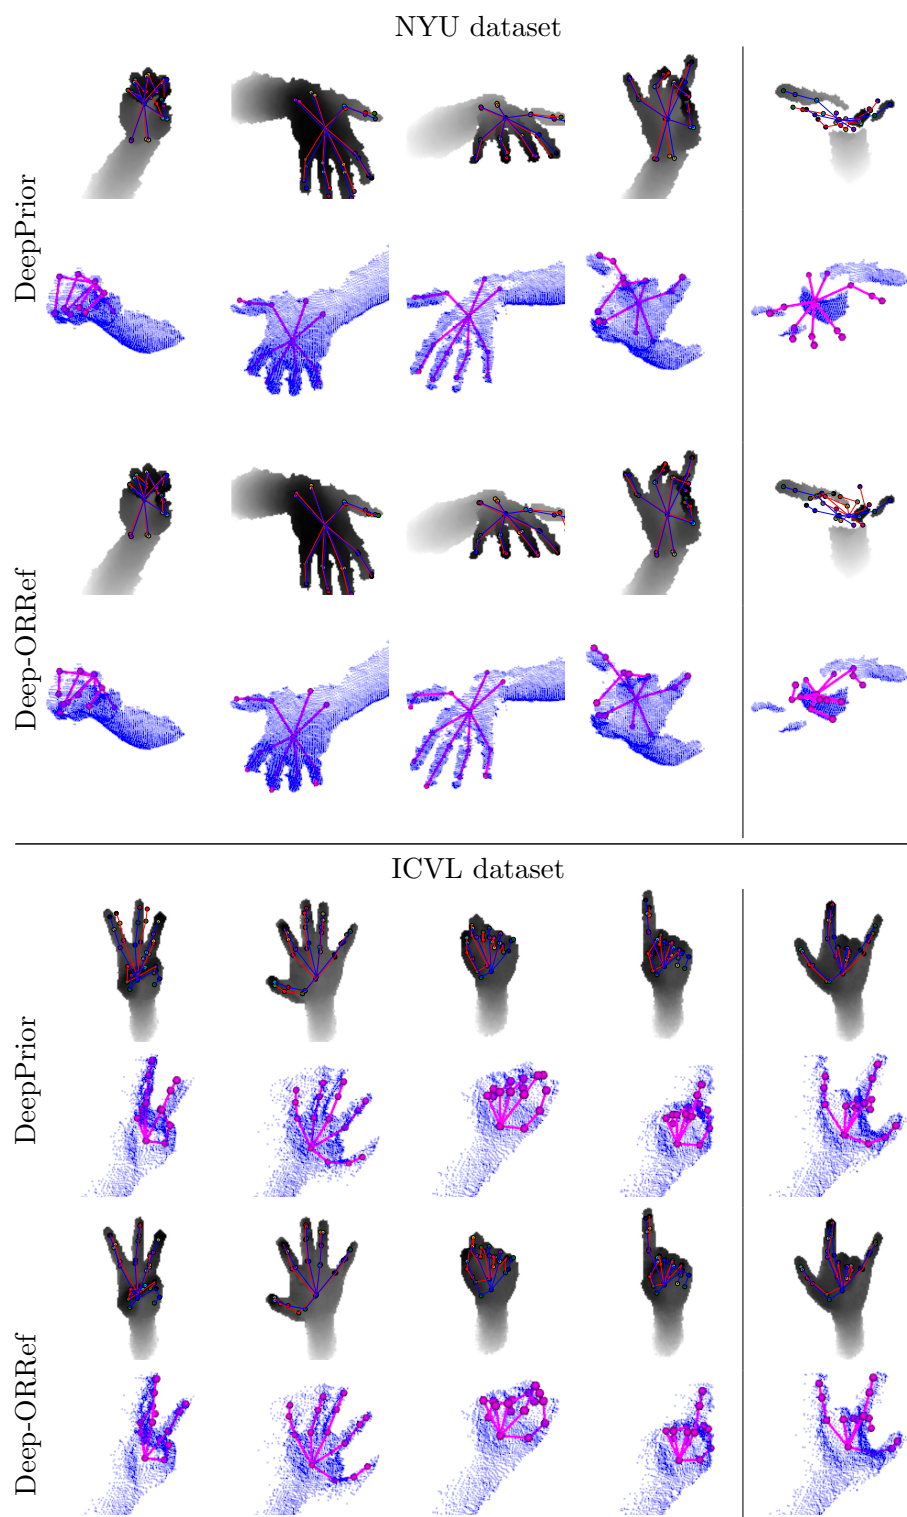 NYU dataset
DeepPrior
Deep-ORRef
ICVL dataset
DeepPrior
Deep-ORRef